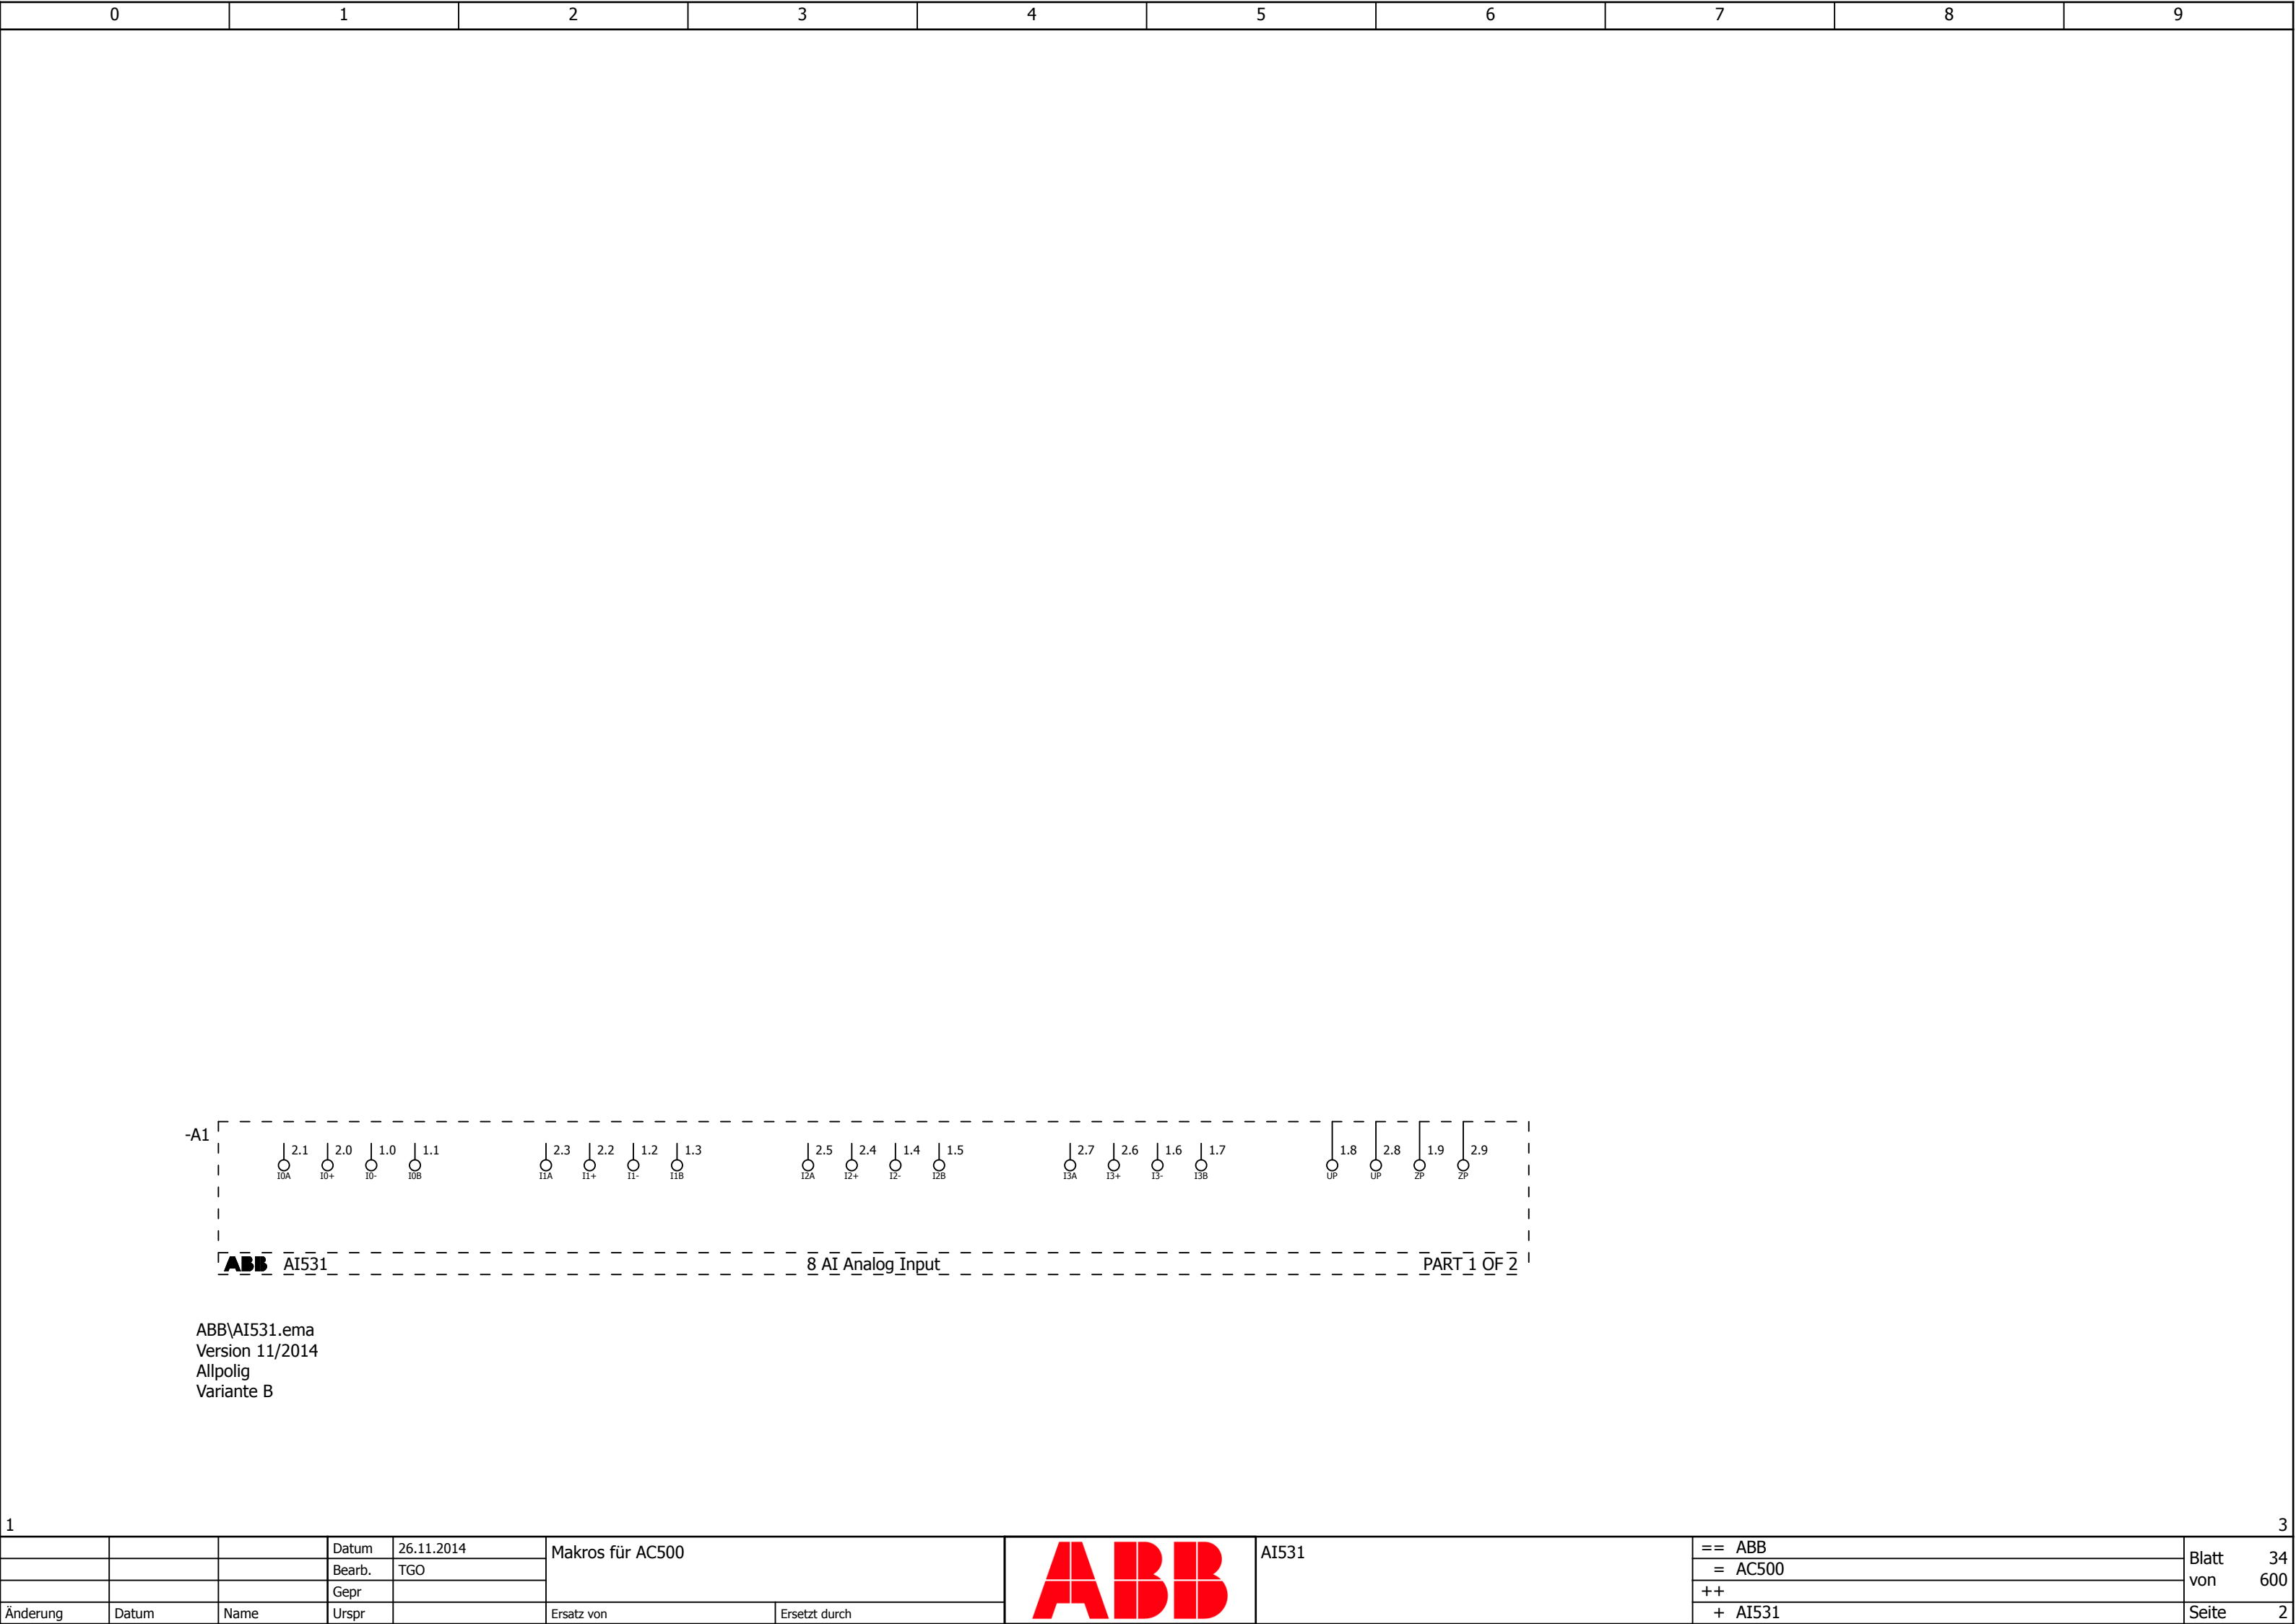 0 1 2 3 4 5 6 7 8 9
-A1
2.1 2.0 1.0 1.1 2.3 2.2 1.2 1.3 2.5 2.4 1.4 1.5 2.7 2.6 1.6 1.7 1.8 2.8 1.9 2.9
I0A I0+ I0- I0B I1A I1+ I1- I1B I2A I2+ I2- I2B I3A I3+ I3- I3B UP UP ZP ZP
ABB AI531 8 AI Analog Input PART 1 OF 2
ABB\AI531.ema
Version 11/2014
Allpolig
Variante B
1 3
Datum 26.11.2014
Bearb. TGO
Gepr
Änderung Datum Name Urspr
Makros für AC500
Ersatz von Ersetzt durch
ABB
AI531
== ABB
= AC500
++
+ AI531
Blatt 34
von 600
Seite 2